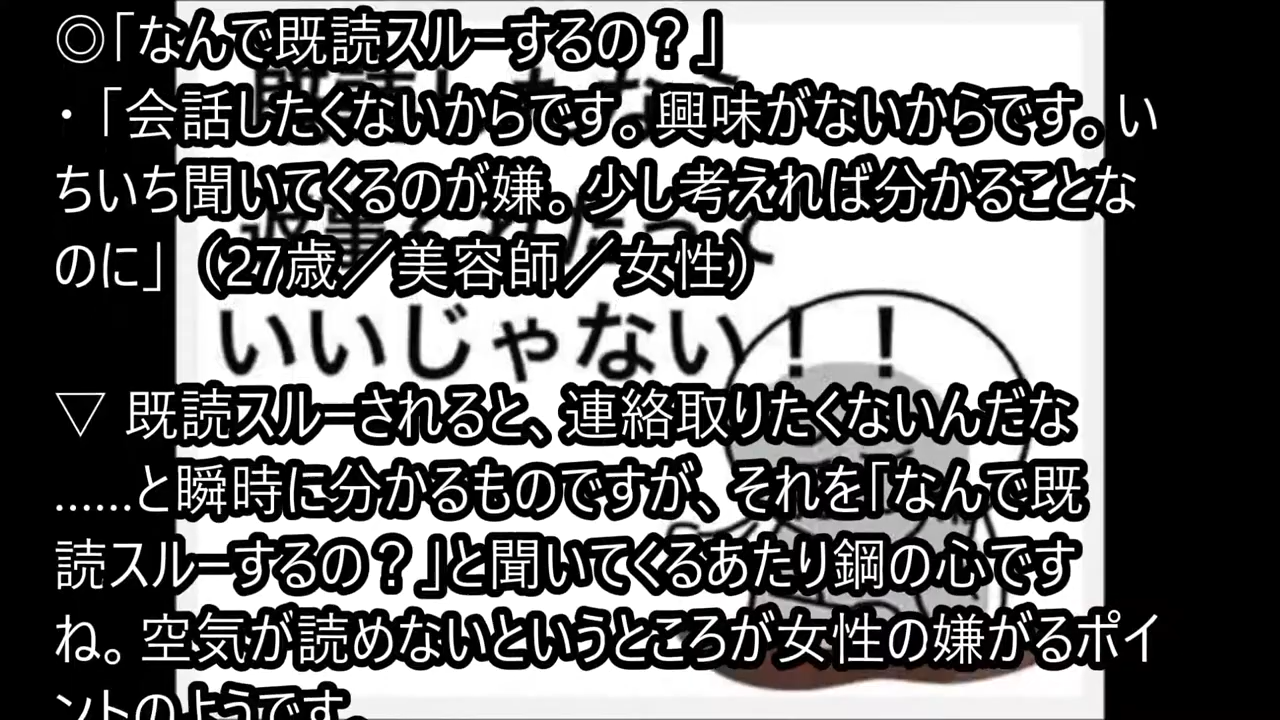 ◎「なんで既読スルーするの？」
・「会話したくないからです。興味がないからです。い
ちいち聞いてくるのが嫌。少し考えれば分かることな
のに」（27歳／美容師／女性）
いいじゃない！！
▽ 既読スルーされると、連絡取りたくないんだな
……と瞬時に分かるものですが、それを「なんで既
読スルーするの？」と聞いてくるあたり鋼の心です
ね。空気が読めないというところが女性の嫌がるポイ
ントのようです。